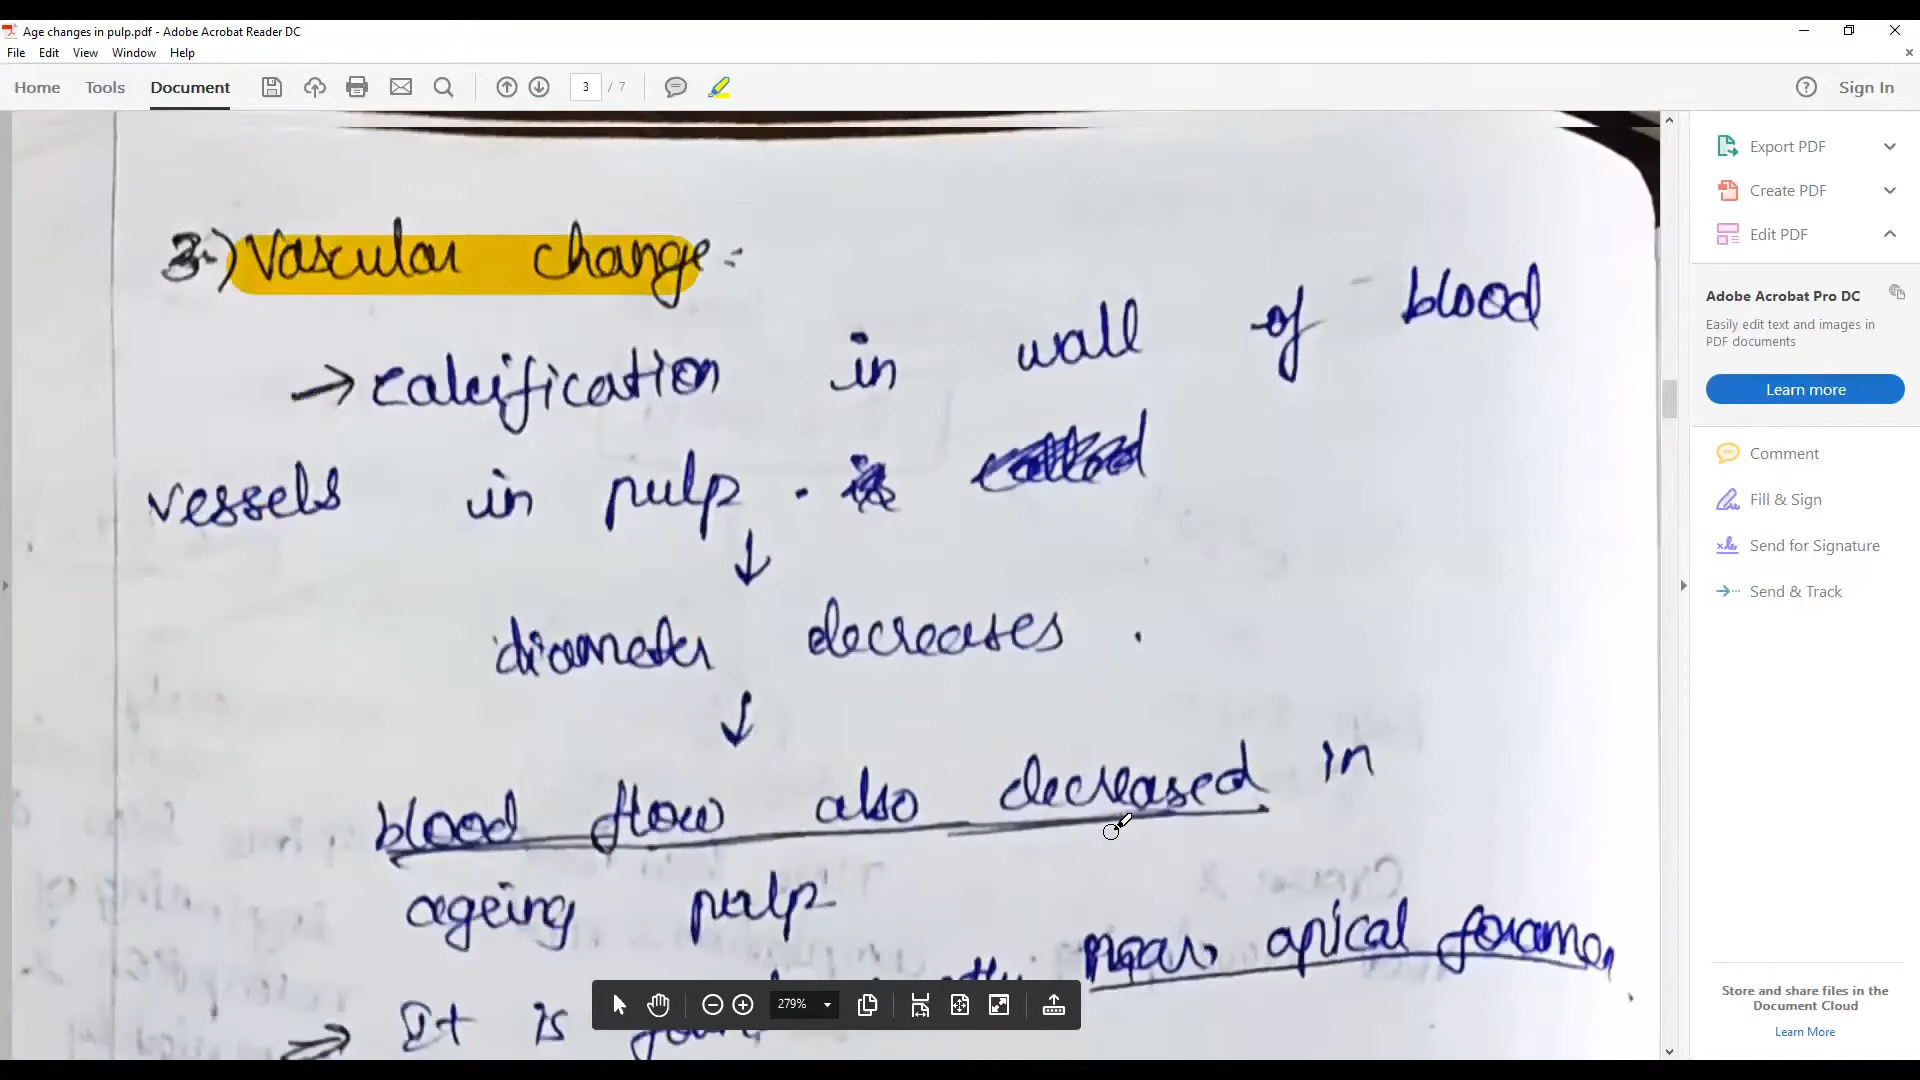 Age changes in pulp.pdf - Adobe Acrobat Reader DC
File Edit View Window Help
Home Tools Document 3 / 7 Sign In
3.) Vascular change :-
→ calcification in wall of blood
vessels in pulp .
↓
diameter decreases .
↓
blood flow also decreased in
ageing pulp
near apical foramen
⇒ It is
279%
Export PDF
Create PDF
Edit PDF
Adobe Acrobat Pro DC
Easily edit text and images in
PDF documents
Learn more
Comment
Fill & Sign
Send for Signature
Send & Track
Store and share files in the
Document Cloud
Learn More